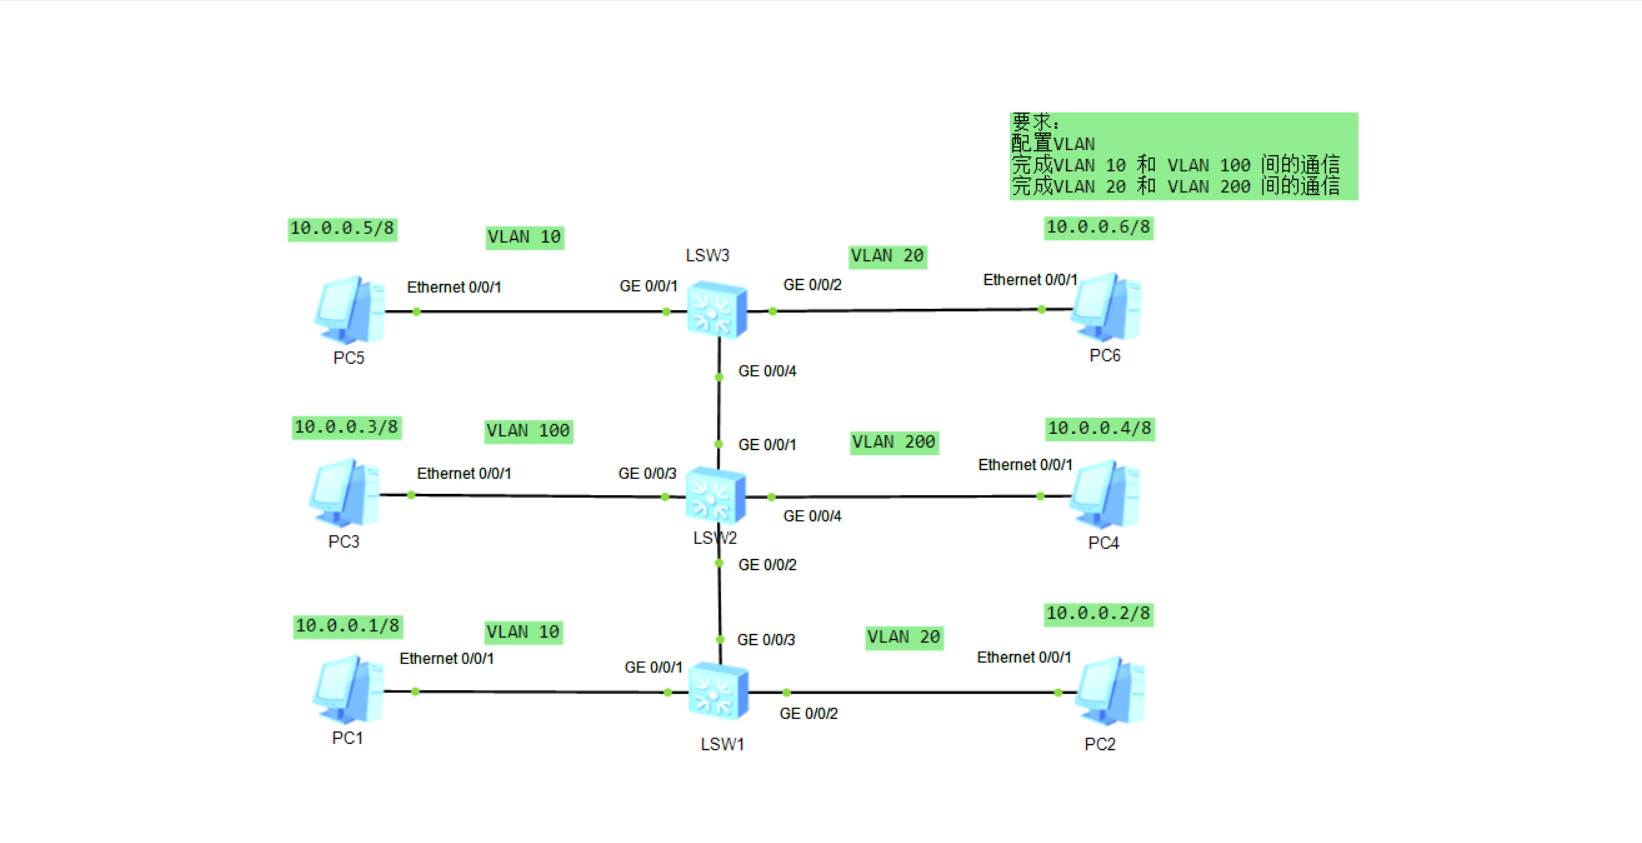 要求：
配置VLAN
完成VLAN 10 和 VLAN 100 间的通信
完成VLAN 20 和 VLAN 200 间的通信
10.0.0.5/8
VLAN 10
LSW3
VLAN 20
10.0.0.6/8
Ethernet 0/0/1
GE 0/0/1
GE 0/0/2
Ethernet 0/0/1
PC5
PC6
GE 0/0/4
10.0.0.3/8
VLAN 100
GE 0/0/1
VLAN 200
10.0.0.4/8
Ethernet 0/0/1
GE 0/0/3
Ethernet 0/0/1
GE 0/0/4
PC3
LSW2
PC4
GE 0/0/2
10.0.0.1/8
VLAN 10
GE 0/0/3
VLAN 20
10.0.0.2/8
Ethernet 0/0/1
GE 0/0/1
Ethernet 0/0/1
GE 0/0/2
PC1
LSW1
PC2